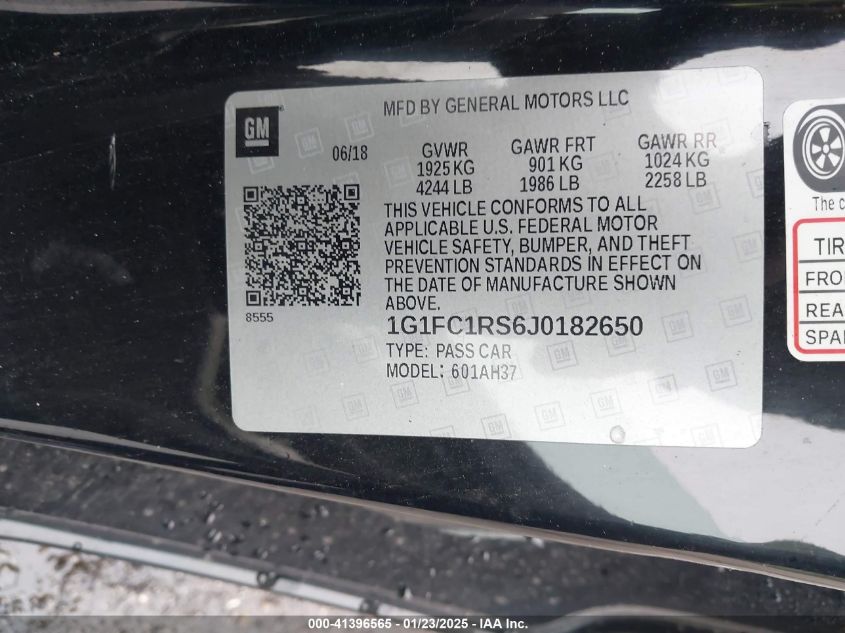 GM
MFD BY GENERAL MOTORS LLC
06/18
GVWR GAWR FRT GAWR RR
1925 KG 901 KG 1024 KG
4244 LB 1986 LB 2258 LB
THIS VEHICLE CONFORMS TO ALL
APPLICABLE U.S. FEDERAL MOTOR
VEHICLE SAFETY, BUMPER, AND THEFT
PREVENTION STANDARDS IN EFFECT ON
THE DATE OF MANUFACTURE SHOWN
ABOVE.
8555
1G1FC1RS6J0182650
TYPE: PASS CAR
MODEL: 601AH37
The c
TIR
FRO
REA
SPA
000-41396565 - 01/23/2025 - IAAI.com